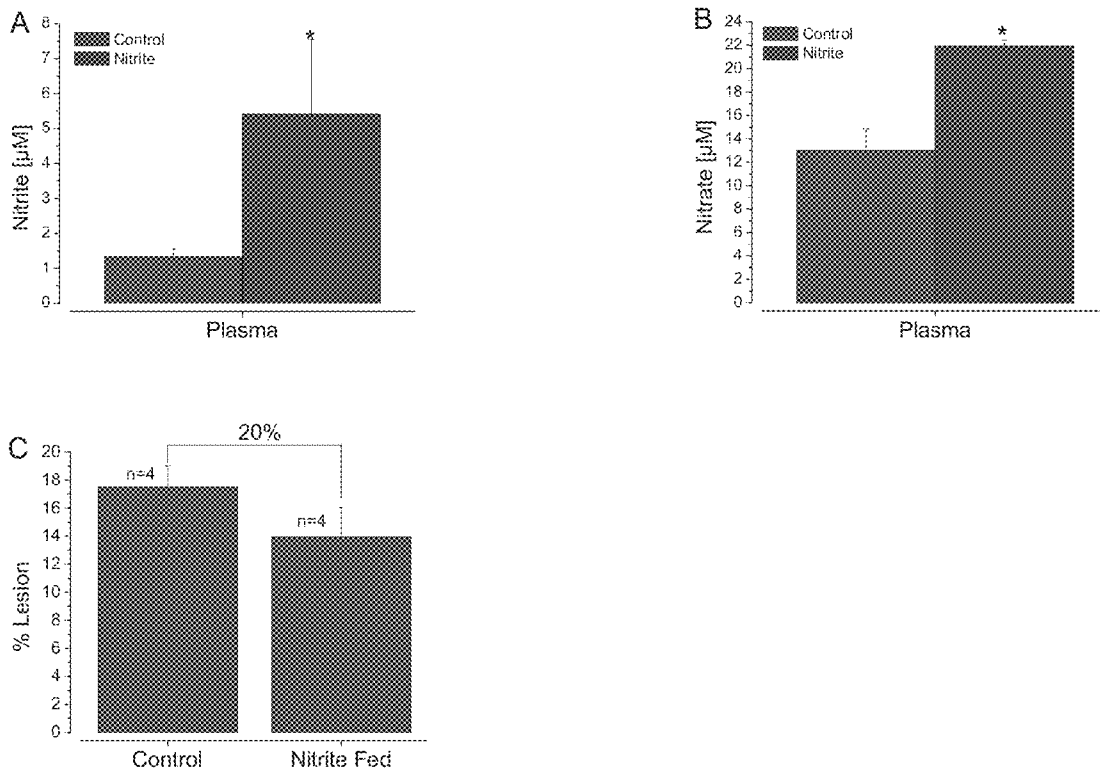 A
Control
Nitrite
*
Nitrite [µM]
8
7
6
5
4
3
2
1
0
Plasma
B
Control
Nitrite
*
Nitrate [µM]
24
22
20
18
16
14
12
10
8
6
4
2
0
Plasma
C
20%
n=4
n=4
% Lesion
20
18
16
14
12
10
8
6
4
2
0
Control
Nitrite Fed